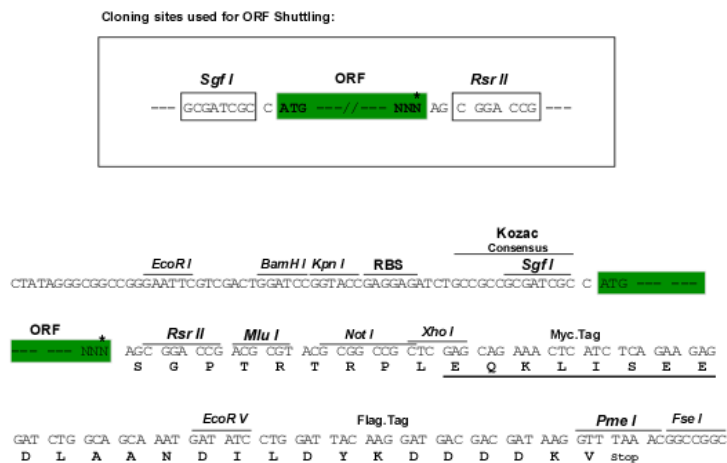 Cloning sites used for ORF Shuttling:
Sgf I ORF Rsr II
--- GCGATCGC C ATG ---//--- NNN AG C GGA CCG ---
*
Kozac
Consensus
EcoR I BamH I Kpn I RBS Sgf I
CTATAGGGCGGCCGGGAATTCGTCGACTGGATCCGGTACCGAGGAGATCTGCCGCCGCGATCGC C ATG --- ---
ORF * Rsr II Mlu I Not I Xho I Myc.Tag
--- --- NNN AGC GGA CCG ACG CGT ACG CGG CCG CTC GAG CAG AAA CTC ATC TCA GAA GAG
S G P T R T R P L E Q K L I S E E
EcoR V Flag.Tag Pme I Fse I
GAT CTG GCA GCA AAT GAT ATC CTG GAT TAC AAG GAT GAC GAC GATAAG GTT TAA ACGGCCGGC
D L A A N D I L D Y K D D D D K V Stop